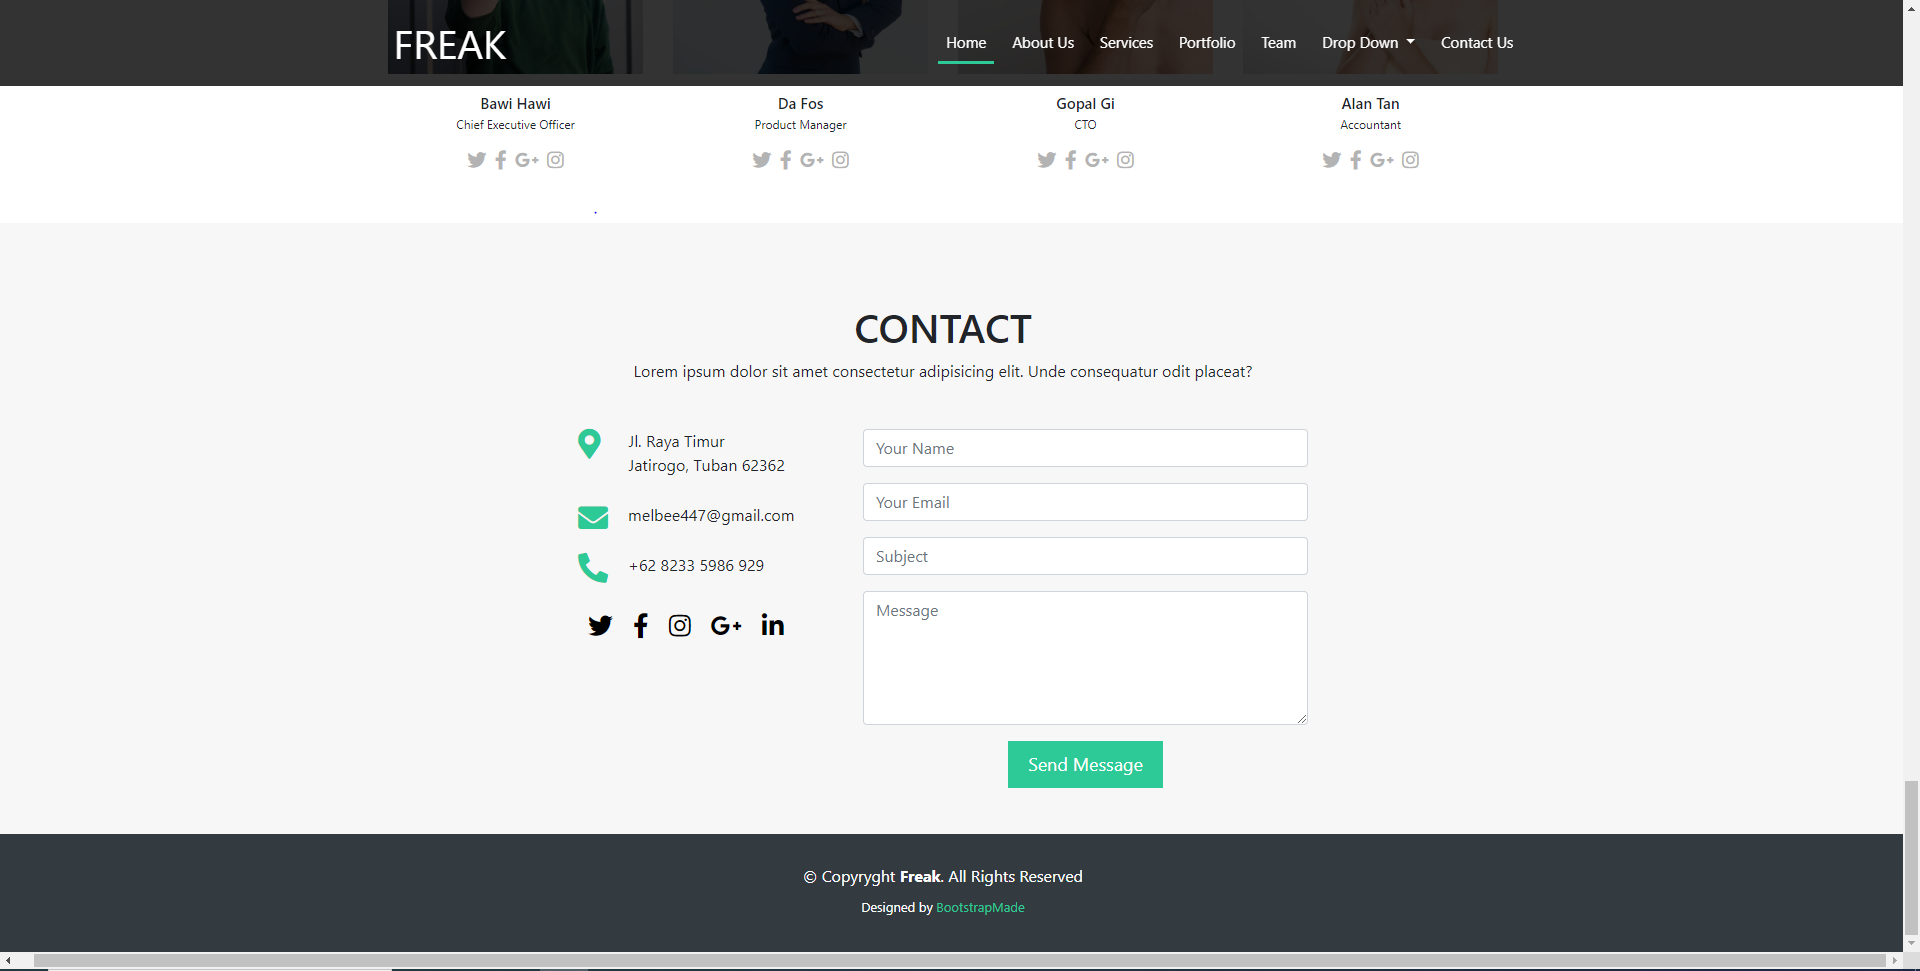 FREAK
Home About Us Services Portfolio Team Drop Down Contact Us
Bawi Hawi Da Fos Gopal Gi Alan Tan
Chief Executive Officer Product Manager CTO Accountant
CONTACT
Lorem ipsum dolor sit amet consectetur adipisicing elit. Unde consequatur odit placeat?
Jl. Raya Timur
Jatirogo, Tuban 62362
melbee447@gmail.com
+62 8233 5986 929
Your Name
Your Email
Subject
Message
Send Message
© Copyryght Freak. All Rights Reserved
Designed by BootstrapMade